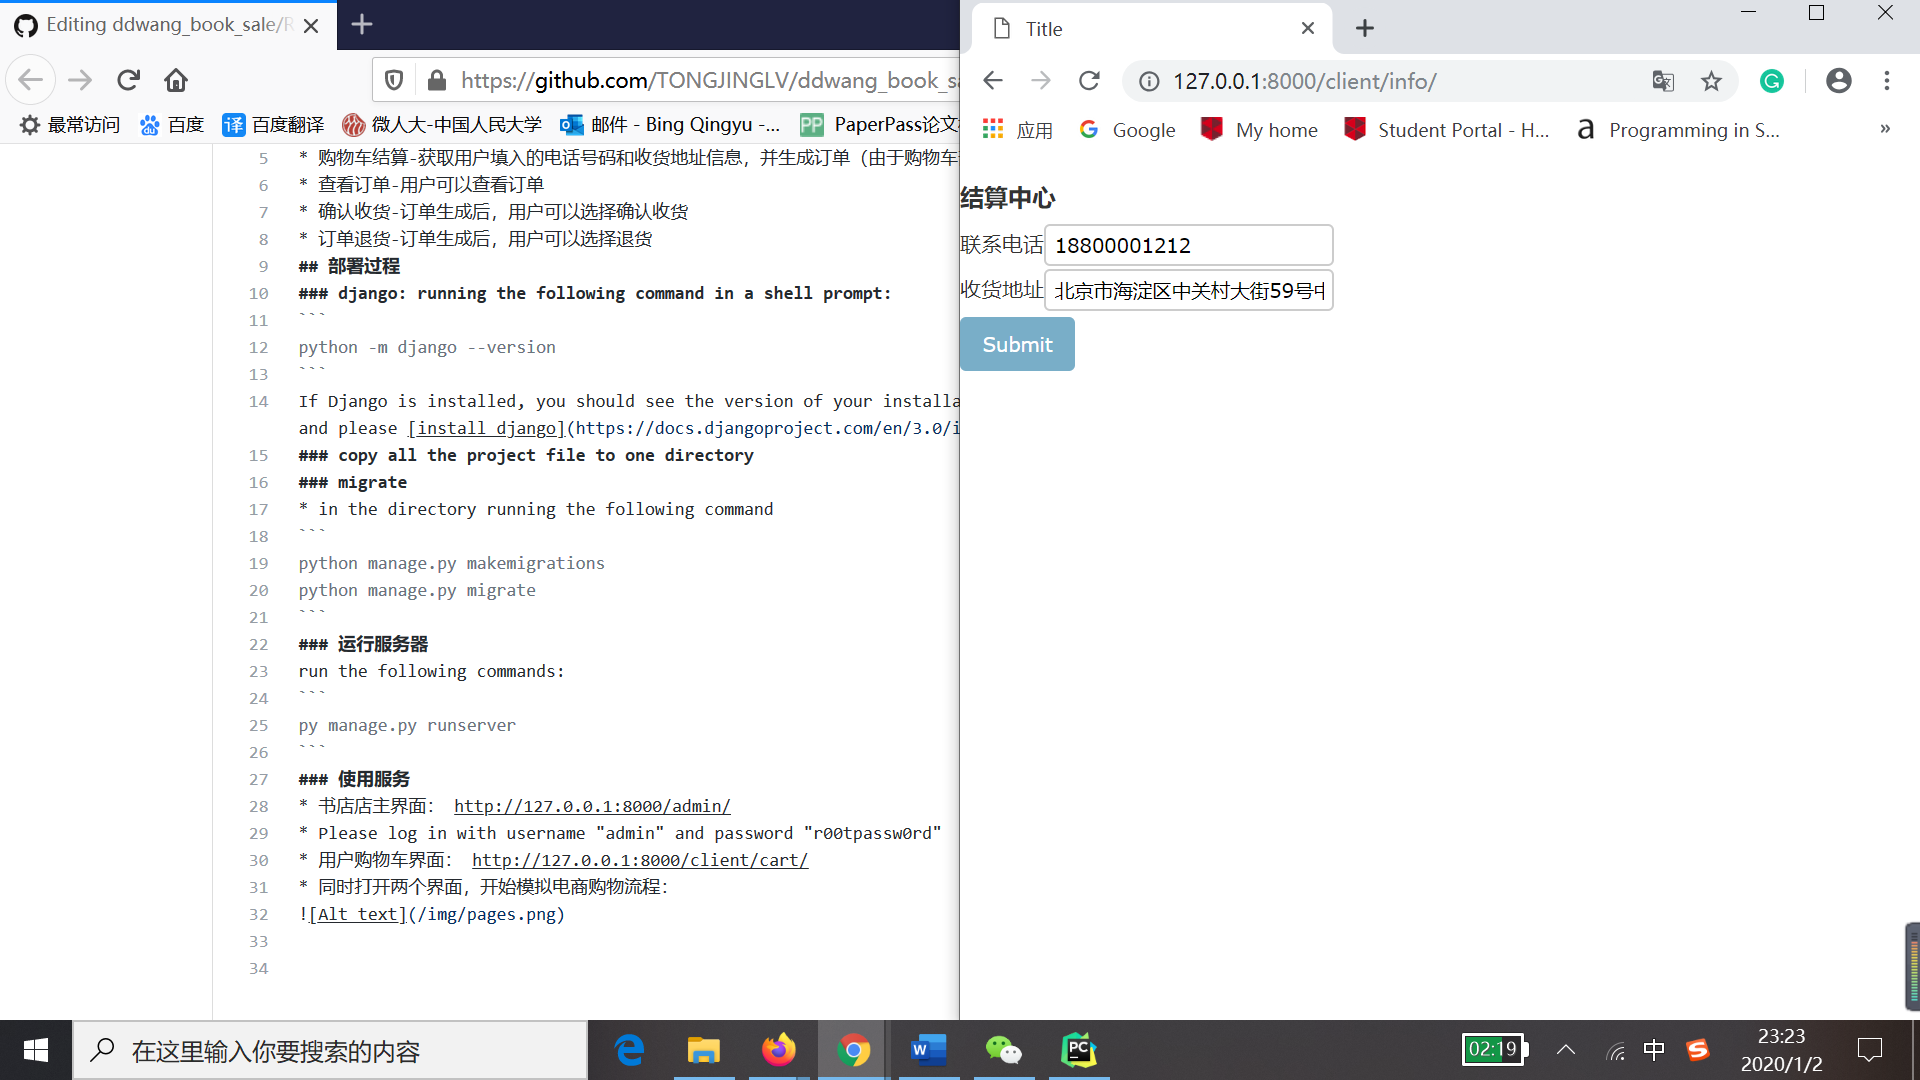 Editing ddwang_book_sale/R
https://github.com/TONGJINGLV/ddwang_book_sa
最常访问 百度 译 百度翻译 微人大-中国人民大学 邮件 - Bing Qingyu -... PP PaperPass论文
5 * 购物车结算-获取用户填入的电话号码和收货地址信息，并生成订单（由于购物车
6 * 查看订单-用户可以查看订单
7 * 确认收货-订单生成后，用户可以选择确认收货
8 * 订单退货-订单生成后，用户可以选择退货
9 ## 部署过程
10 ### django: running the following command in a shell prompt:
11 ```
12 python -m django --version
13 ```
14 If Django is installed, you should see the version of your installa
and please [install django](https://docs.djangoproject.com/en/3.0/i
15 ### copy all the project file to one directory
16 ### migrate
17 * in the directory running the following command
18 ```
19 python manage.py makemigrations
20 python manage.py migrate
21 ```
22 ### 运行服务器
23 run the following commands:
24 ```
25 py manage.py runserver
26 ```
27 ### 使用服务
28 * 书店店主界面： http://127.0.0.1:8000/admin/
29 * Please log in with username "admin" and password "r00tpassw0rd"
30 * 用户购物车界面： http://127.0.0.1:8000/client/cart/
31 * 同时打开两个界面，开始模拟电商购物流程：
32 ![Alt text](/img/pages.png)
33
34
Title
127.0.0.1:8000/client/info/
应用 Google My home Student Portal - H... a Programming in S... »
结算中心
联系电话 18800001212
收货地址 北京市海淀区中关村大街59号中
Submit
在这里输入你要搜索的内容
W
PC
02:19
中
S
23:23
2020/1/2